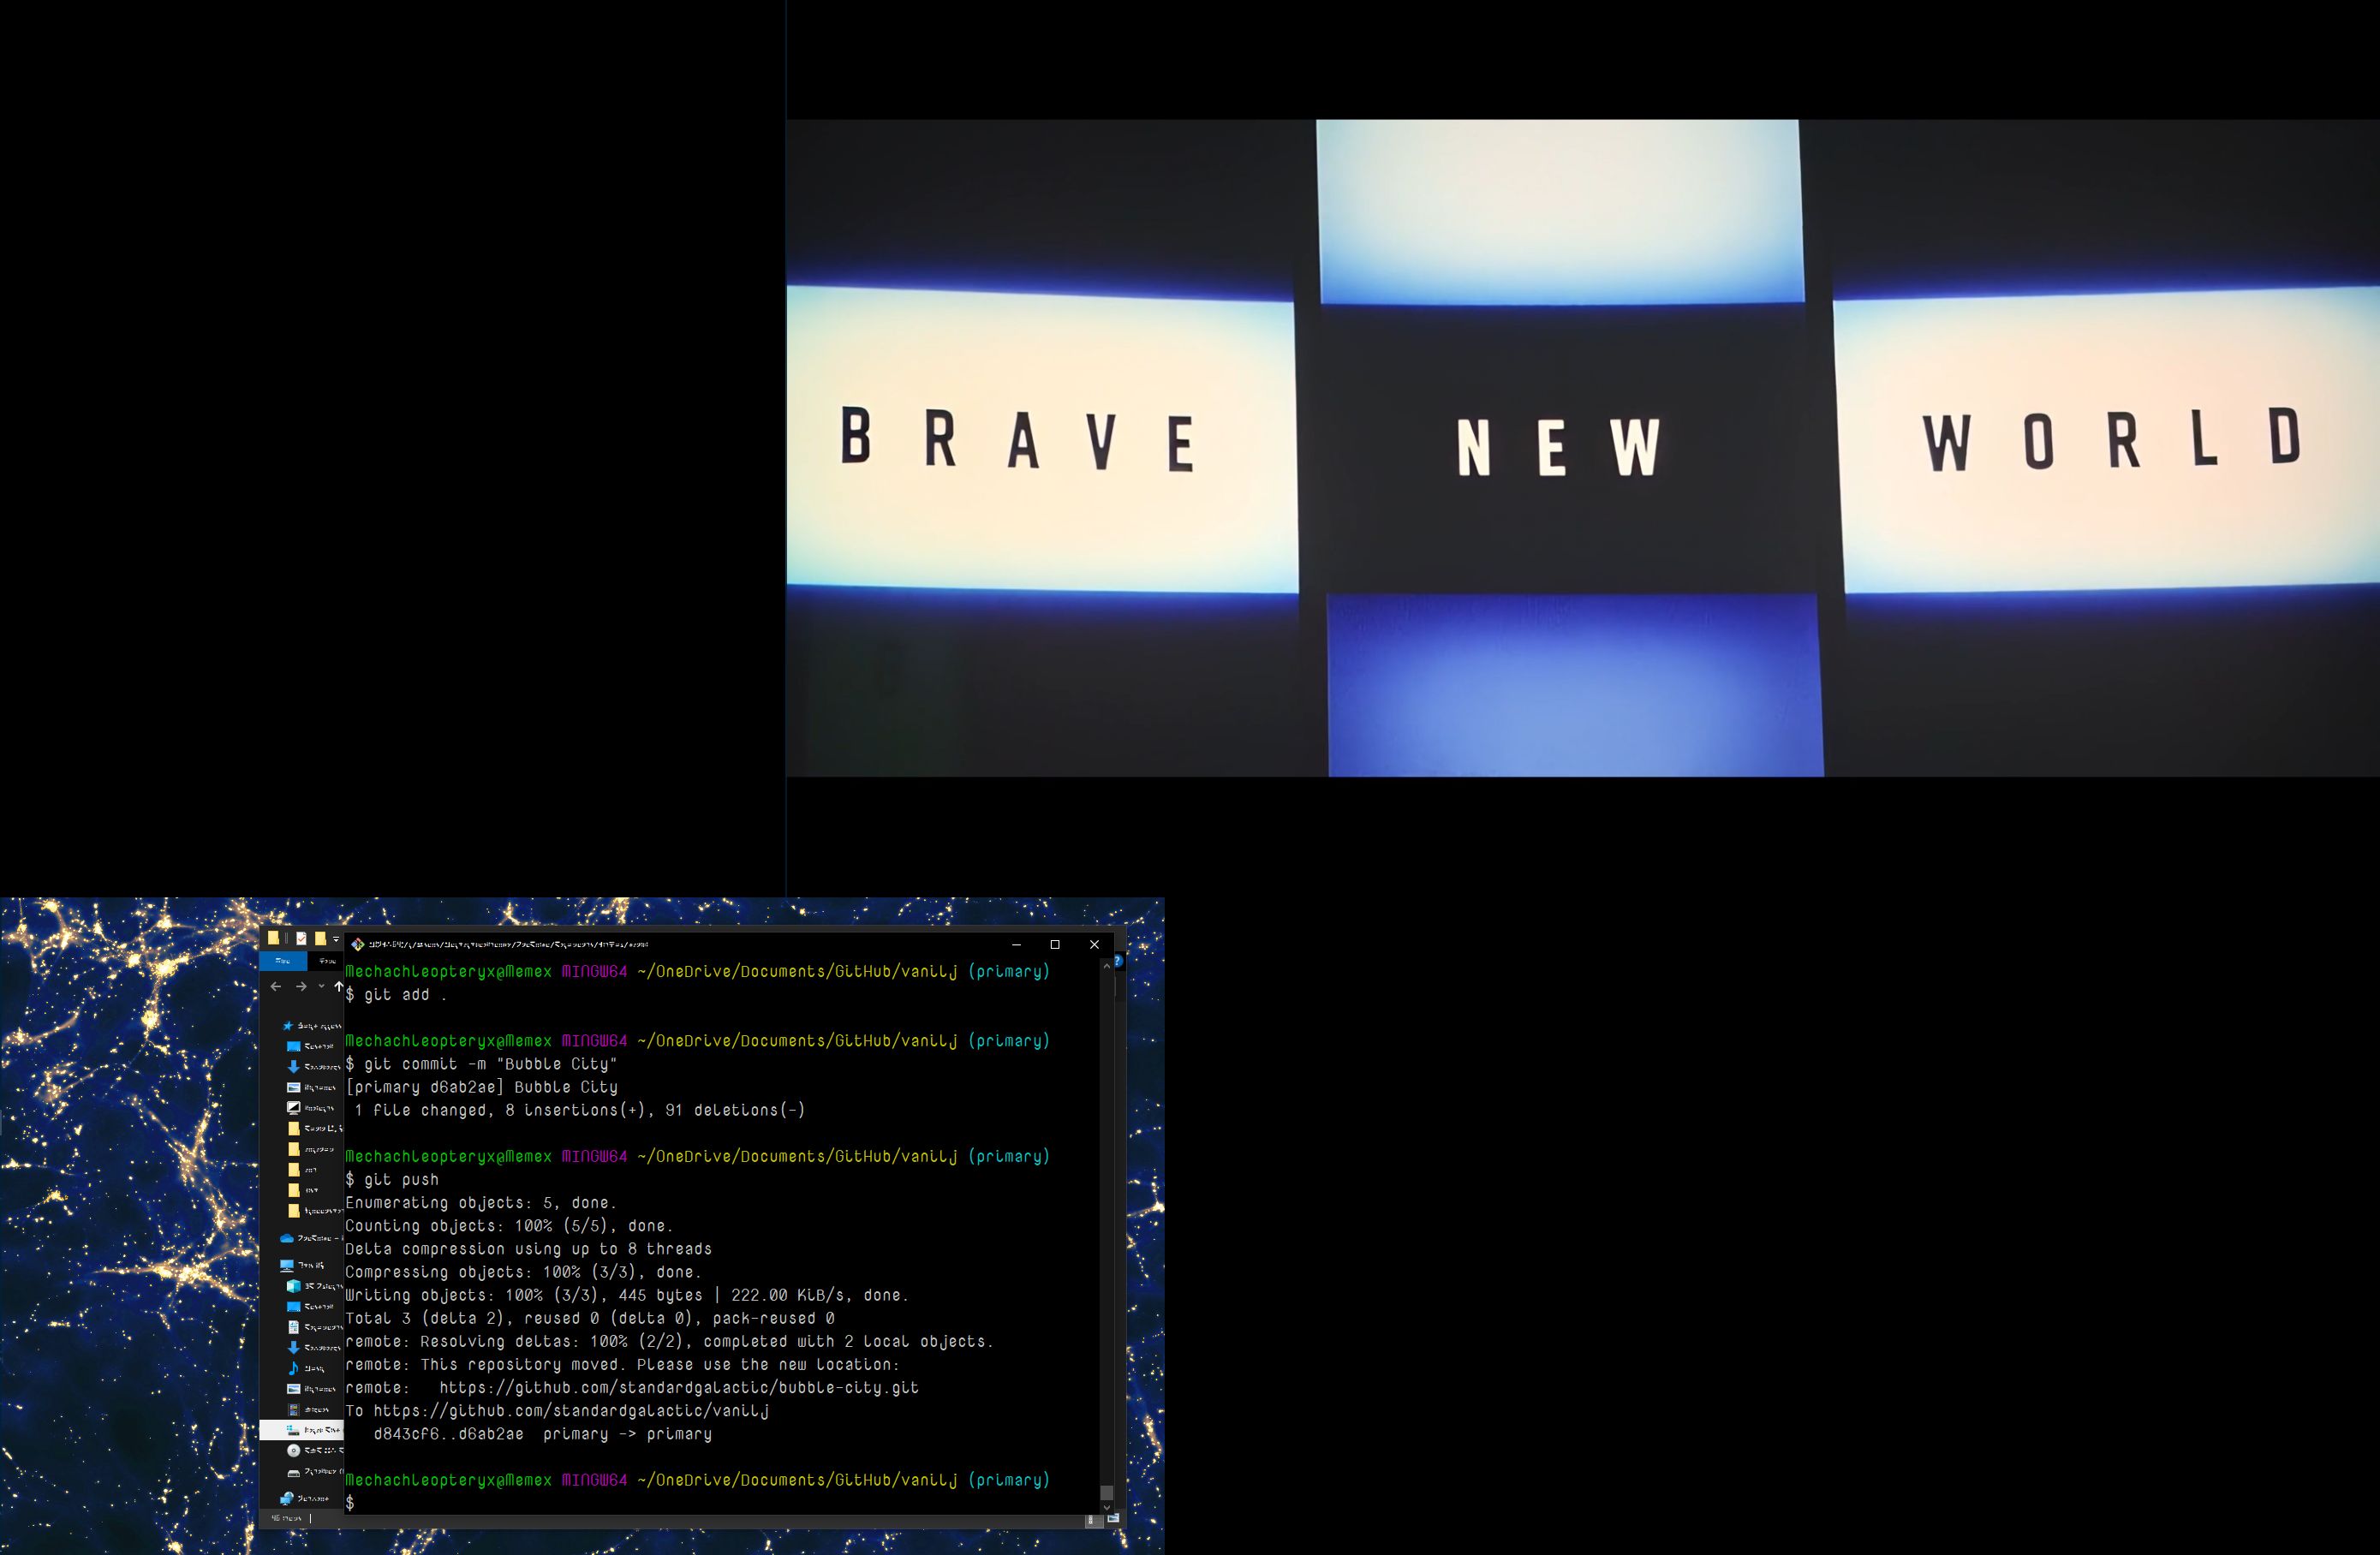 BRAVE NEW WORLD
Mechachleopteryx@Memex MINGW64 ~/OneDrive/Documents/GitHub/vanilj (primary)
$ git add .
Mechachleopteryx@Memex MINGW64 ~/OneDrive/Documents/GitHub/vanilj (primary)
$ git commit -m "Bubble City"
[primary d6ab2ae] Bubble City
1 file changed, 8 insertions(+), 91 deletions(-)
Mechachleopteryx@Memex MINGW64 ~/OneDrive/Documents/GitHub/vanilj (primary)
$ git push
Enumerating objects: 5, done.
Counting objects: 100% (5/5), done.
Delta compression using up to 8 threads
Compressing objects: 100% (3/3), done.
Writing objects: 100% (3/3), 445 bytes | 222.00 KiB/s, done.
Total 3 (delta 2), reused 0 (delta 0), pack-reused 0
remote: Resolving deltas: 100% (2/2), completed with 2 local objects.
remote: This repository moved. Please use the new location:
remote:   https://github.com/standardgalactic/bubble-city.git
To https://github.com/standardgalactic/vanilj
d843cf6..d6ab2ae  primary -> primary
Mechachleopteryx@Memex MINGW64 ~/OneDrive/Documents/GitHub/vanilj (primary)
$